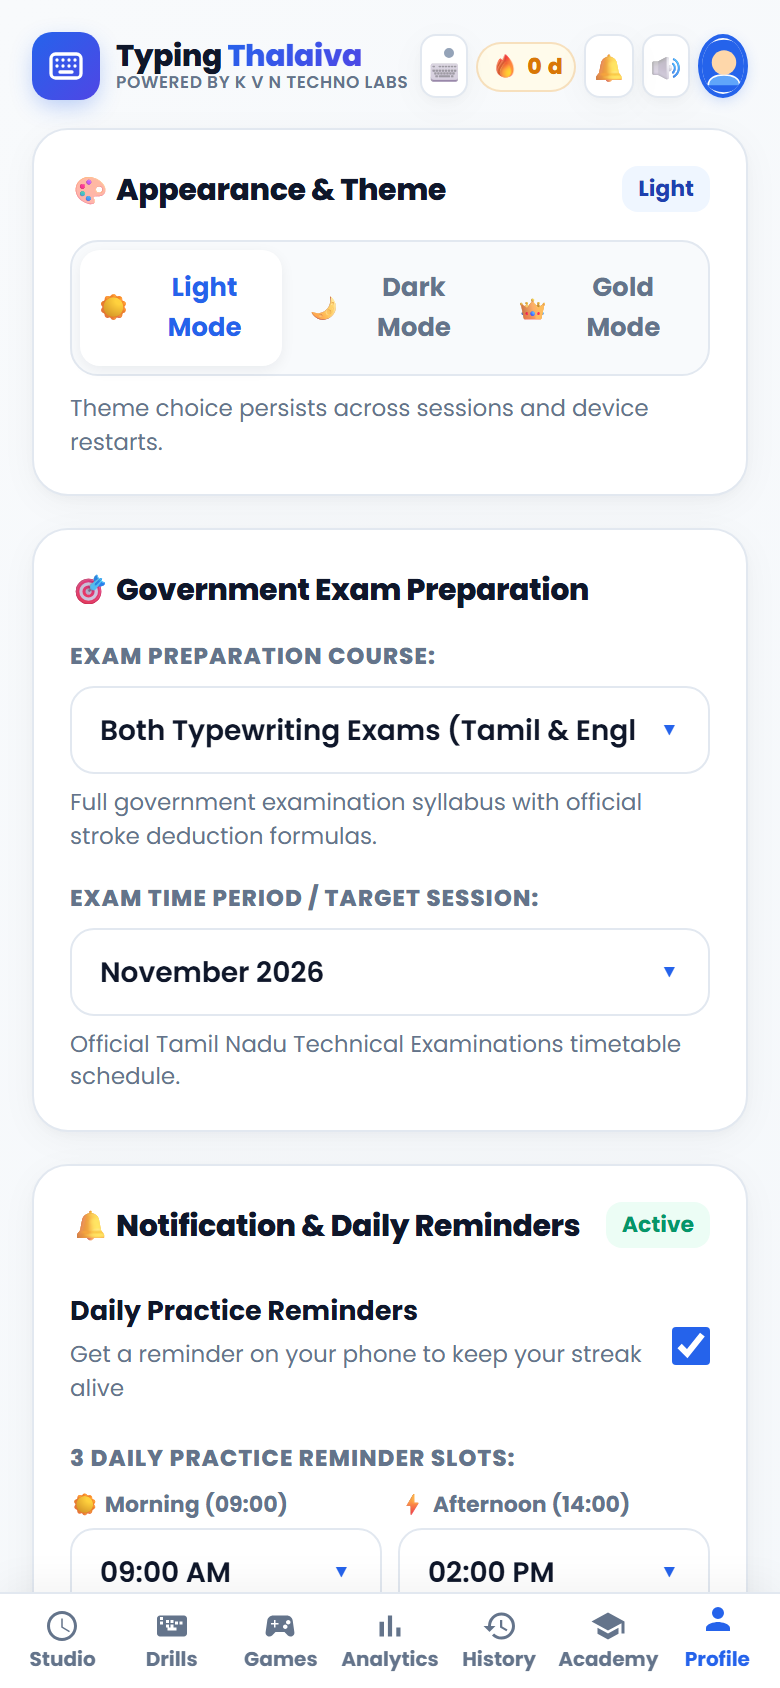 Typing Thalaiva
POWERED BY K V N TECHNO LABS
0 d
Appearance & Theme
Light
Light Mode
Dark Mode
Gold Mode
Theme choice persists across sessions and device
restarts.
Government Exam Preparation
EXAM PREPARATION COURSE:
Both Typewriting Exams (Tamil & Engl
Full government examination syllabus with official
stroke deduction formulas.
EXAM TIME PERIOD / TARGET SESSION:
November 2026
Official Tamil Nadu Technical Examinations timetable
schedule.
Notification & Daily Reminders
Active
Daily Practice Reminders
Get a reminder on your phone to keep your streak
alive
3 DAILY PRACTICE REMINDER SLOTS:
Morning (09:00)
Afternoon (14:00)
09:00 AM
02:00 PM
Studio
Drills
Games
Analytics
History
Academy
Profile